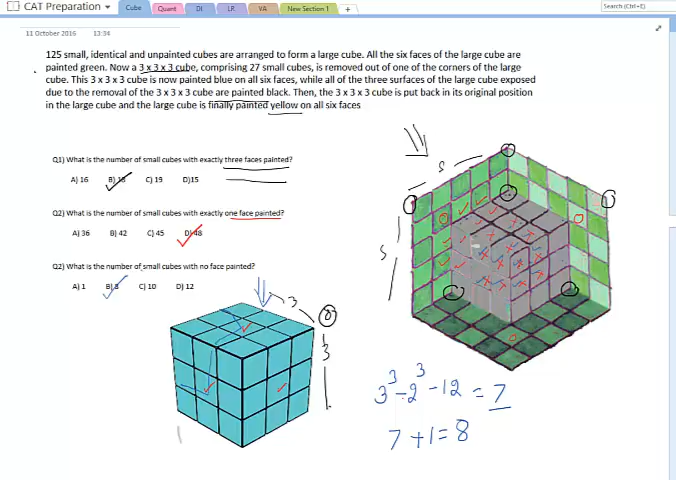 CAT Preparation
Cube Quant DI LR VA New Section 1 +
Search (Ctrl+E)
11 October 2016 13:34
125 small, identical and unpainted cubes are arranged to form a large cube. All the six faces of the large cube are
painted green. Now a 3 x 3 x 3 cube, comprising 27 small cubes, is removed out of one of the corners of the large
cube. This 3 X 3 X 3 cube is now painted blue on all six faces, while all of the three surfaces of the large cube exposed
due to the removal of the 3 X 3 X 3 cube are painted black. Then, the 3 X 3 X 3 cube is put back in its original position
in the large cube and the large cube is finally painted yellow on all six faces
Q1) What is the number of small cubes with exactly three faces painted?
A) 16 B) 18 C) 19 D)15
Q2) What is the number of small cubes with exactly one face painted?
A) 36 B) 42 C) 45 D) 48
Q2) What is the number of small cubes with no face painted?
A) 1 B) 8 C) 10 D) 12
5
5
3
8
3
3³ - 2³ - 12 = 7
7 + 1 = 8